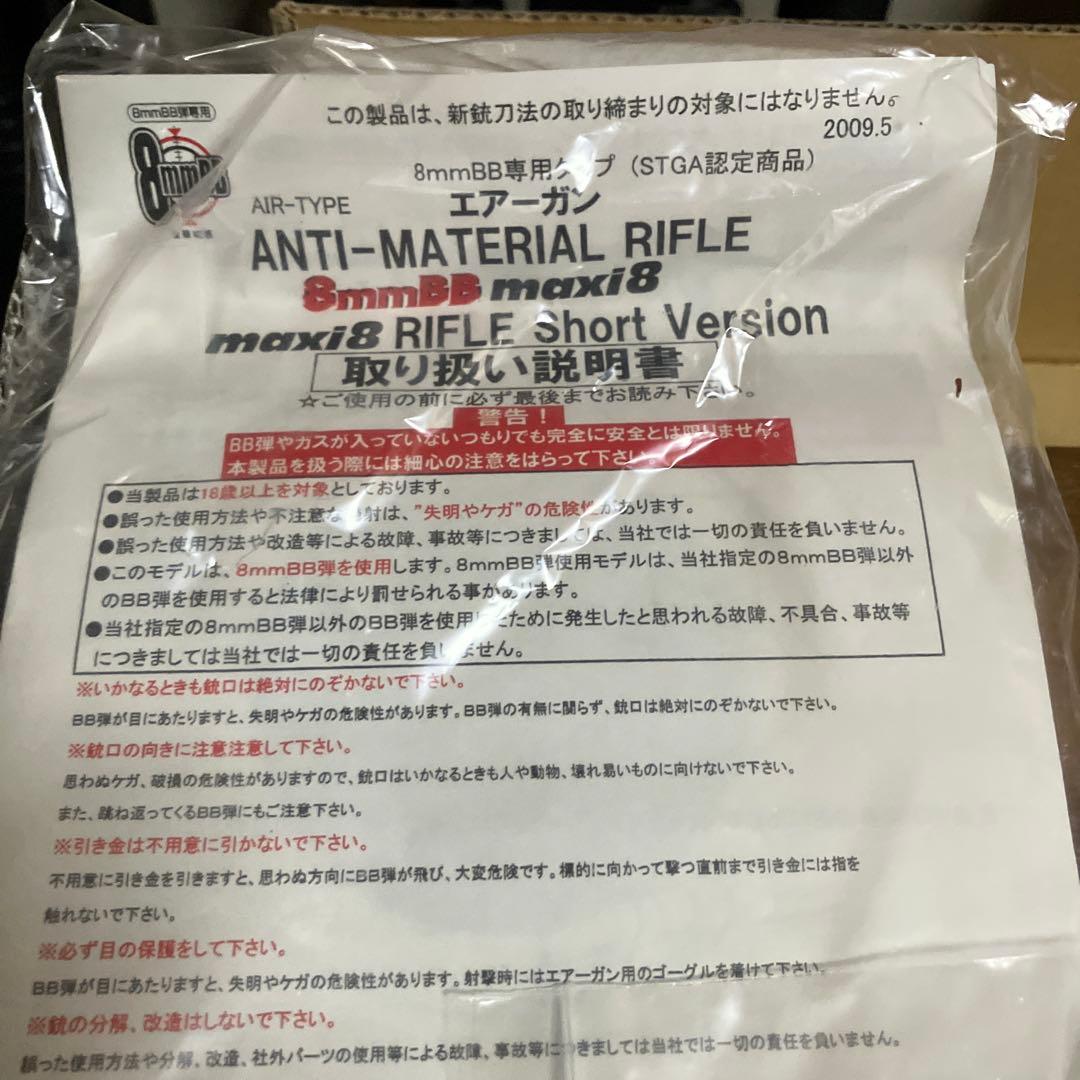 8mmBB弾専用
8mmBB
この製品は、新銃刀法の取り締まりの対象にはなりません。
2009.5
8mmBB専用タイプ (STGA認定商品)
AIR-TYPE エアーガン
ANTI-MATERIAL RIFLE
8mmBB maxi8
maxi8 RIFLE Short Version
取り扱い説明書
☆ご使用の前に必ず最後までお読み下さい。
警告!
BB弾やガスが入っていないつもりでも完全に安全とは限りません。
本製品を扱う際には細心の注意をはらって下さい。
●当製品は18歳以上を対象としております。
●誤った使用方法や不注意な発射は、"失明やケガ"の危険性があります。
●誤った使用方法や改造等による故障、事故等につきましては、当社では一切の責任を負いません。
●このモデルは、8mmBB弾を使用します。8mmBB弾使用モデルは、当社指定の8mmBB弾以外
のBB弾を使用すると法律により罰せられる事があります。
●当社指定の8mmBB弾以外のBB弾を使用したために発生したと思われる故障、不具合、事故等
につきましては当社では一切の責任を負いません。
※いかなるときも銃口は絶対にのぞかないで下さい。
BB弾が目にあたりますと、失明やケガの危険性があります。BB弾の有無に関らず、銃口は絶対にのぞかないで下さい。
※銃口の向きに注意注意して下さい。
思わぬケガ、破損の危険性がありますので、銃口はいかなるときも人や動物、壊れ易いものに向けないで下さい。
また、跳ね返ってくるBB弾にもご注意下さい。
※引き金は不用意に引かないで下さい。
不用意に引き金を引きますと、思わぬ方向にBB弾が飛び、大変危険です。標的に向かって撃つ直前まで引き金には指を
触れないで下さい。
※必ず目の保護をして下さい。
BB弾が目にあたりますと、失明やケガの危険性があります。射撃時にはエアーガン用のゴーグルを着けて下さい。
※銃の分解、改造はしないで下さい。
誤った使用方法や分解、改造、社外パーツの使用等による故障、事故等につきましては当社では一切の責任を負いません。